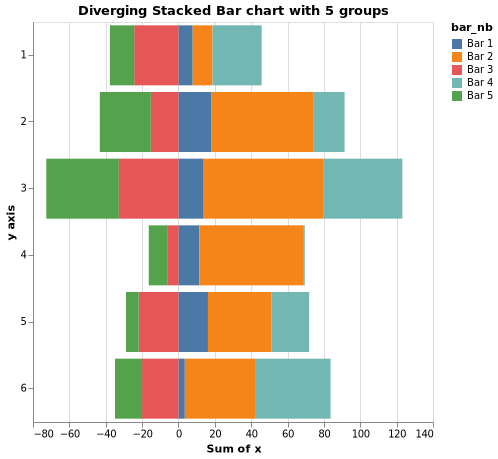 Diverging Stacked Bar chart with 5 groups
bar_nb
Bar 1
Bar 2
Bar 3
Bar 4
Bar 5
y axis
1
2
3
4
5
6
−80 −60 −40 −20 0 20 40 60 80 100 120 140
Sum of x